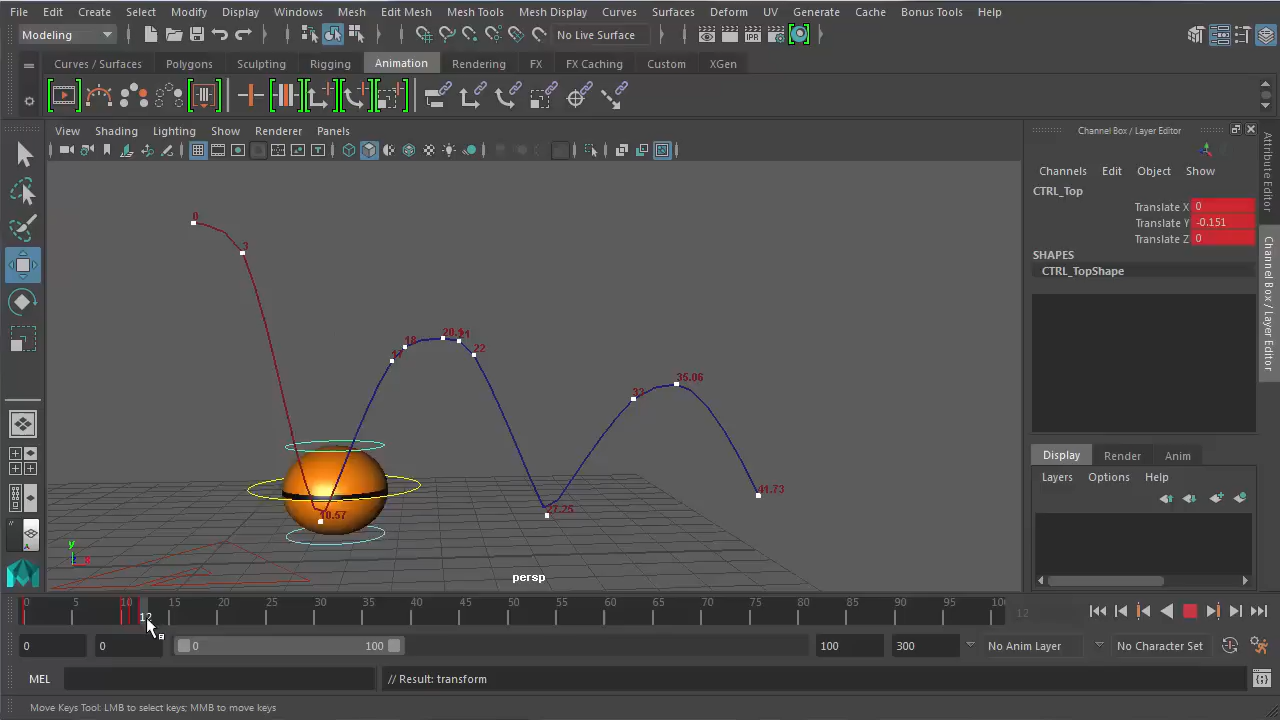 File Edit Create Select Modify Display Windows Mesh Edit Mesh Mesh Tools Mesh Display Curves Surfaces Deform UV Generate Cache Bonus Tools Help
Modeling No Live Surface
Curves / Surfaces Polygons Sculpting Rigging Animation Rendering FX FX Caching Custom XGen
View Shading Lighting Show Renderer Panels
Channel Box / Layer Editor
Channels Edit Object Show
CTRL_Top
Translate X 0
Translate Y -0.151
Translate Z 0
SHAPES
CTRL_TopShape
Attribute Editor
Channel Box / Layer Editor
0
3
10.57
17
18
21
22
27.25
33
35.06
41.73
y
persp
Display Render Anim
Layers Options Help
0 5 10 15 20 25 30 35 40 45 50 55 60 65 70 75 80 85 90 95 100
12 12
0 0 0 100 100 300 No Anim Layer No Character Set
MEL // Result: transform
Move Keys Tool: LMB to select keys; MMB to move keys